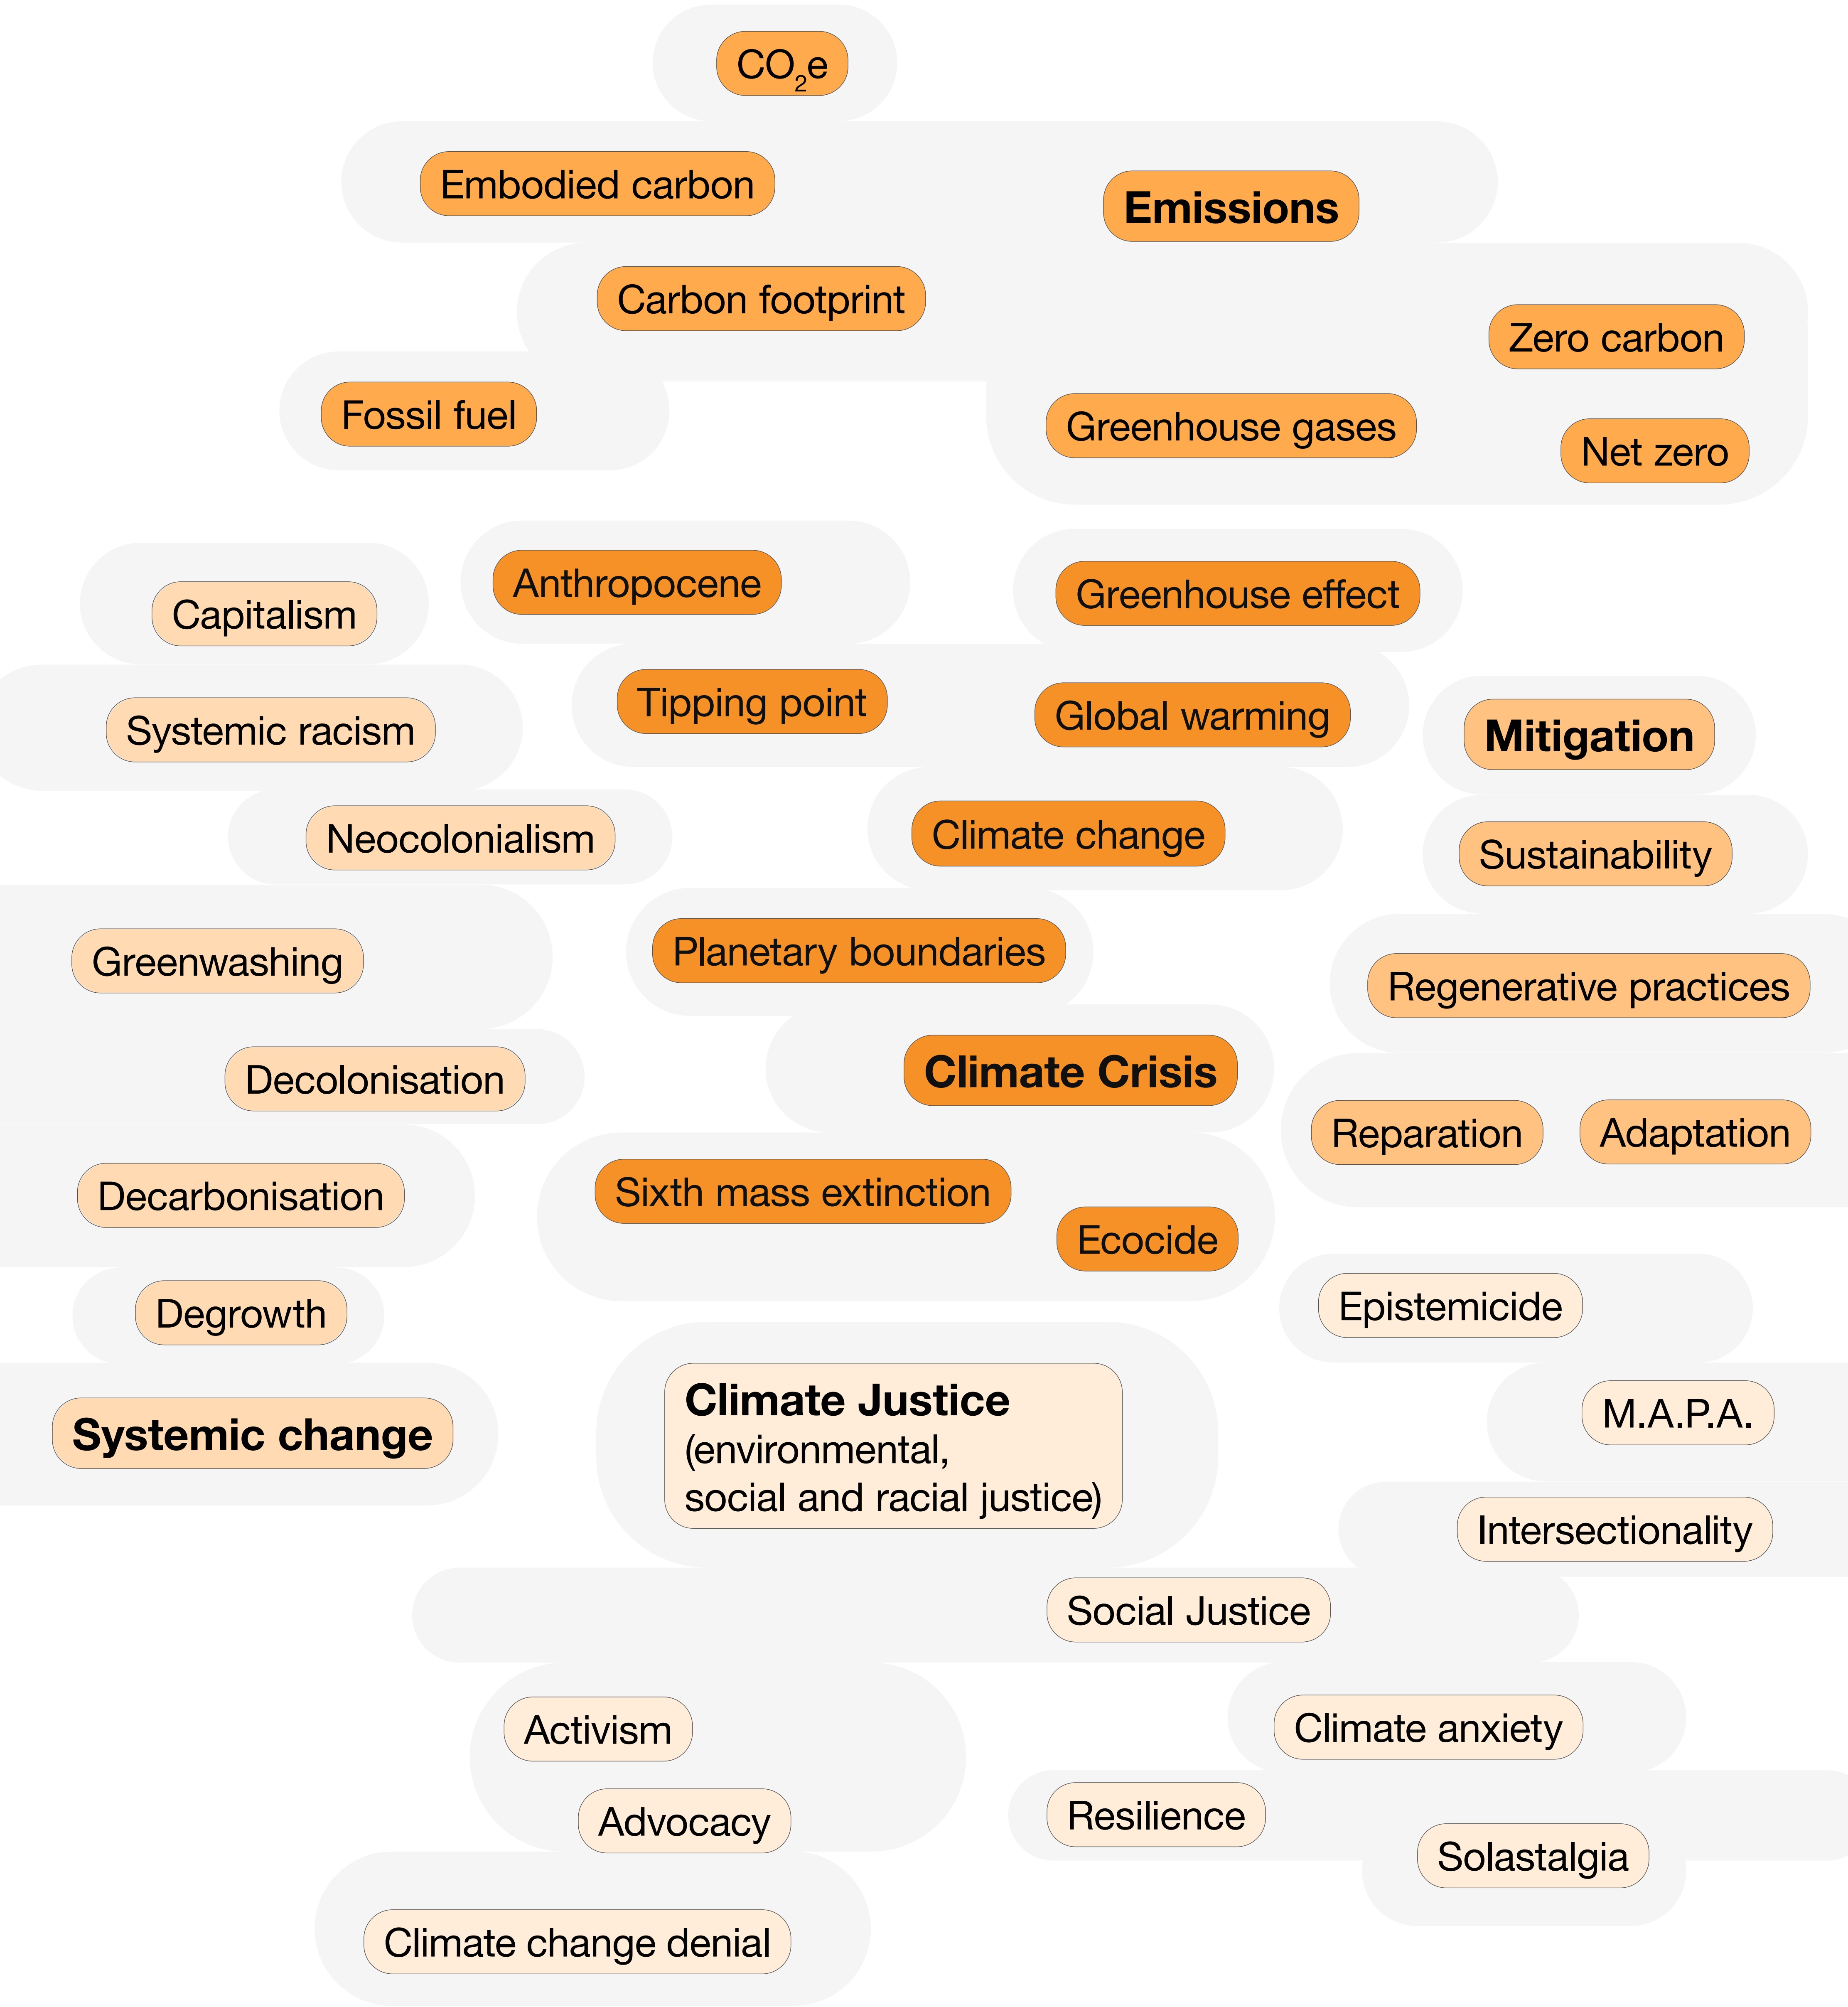 CO₂e
Embodied carbon
Emissions
Carbon footprint
Zero carbon
Fossil fuel
Greenhouse gases
Net zero
Capitalism
Anthropocene
Greenhouse effect
Systemic racism
Tipping point
Global warming
Mitigation
Neocolonialism
Climate change
Sustainability
Greenwashing
Planetary boundaries
Regenerative practices
Decolonisation
Climate Crisis
Reparation
Adaptation
Decarbonisation
Sixth mass extinction
Ecocide
Degrowth
Epistemicide
Systemic change
Climate Justice
(environmental,
social and racial justice)
M.A.P.A.
Intersectionality
Social Justice
Activism
Climate anxiety
Advocacy
Resilience
Solastalgia
Climate change denial